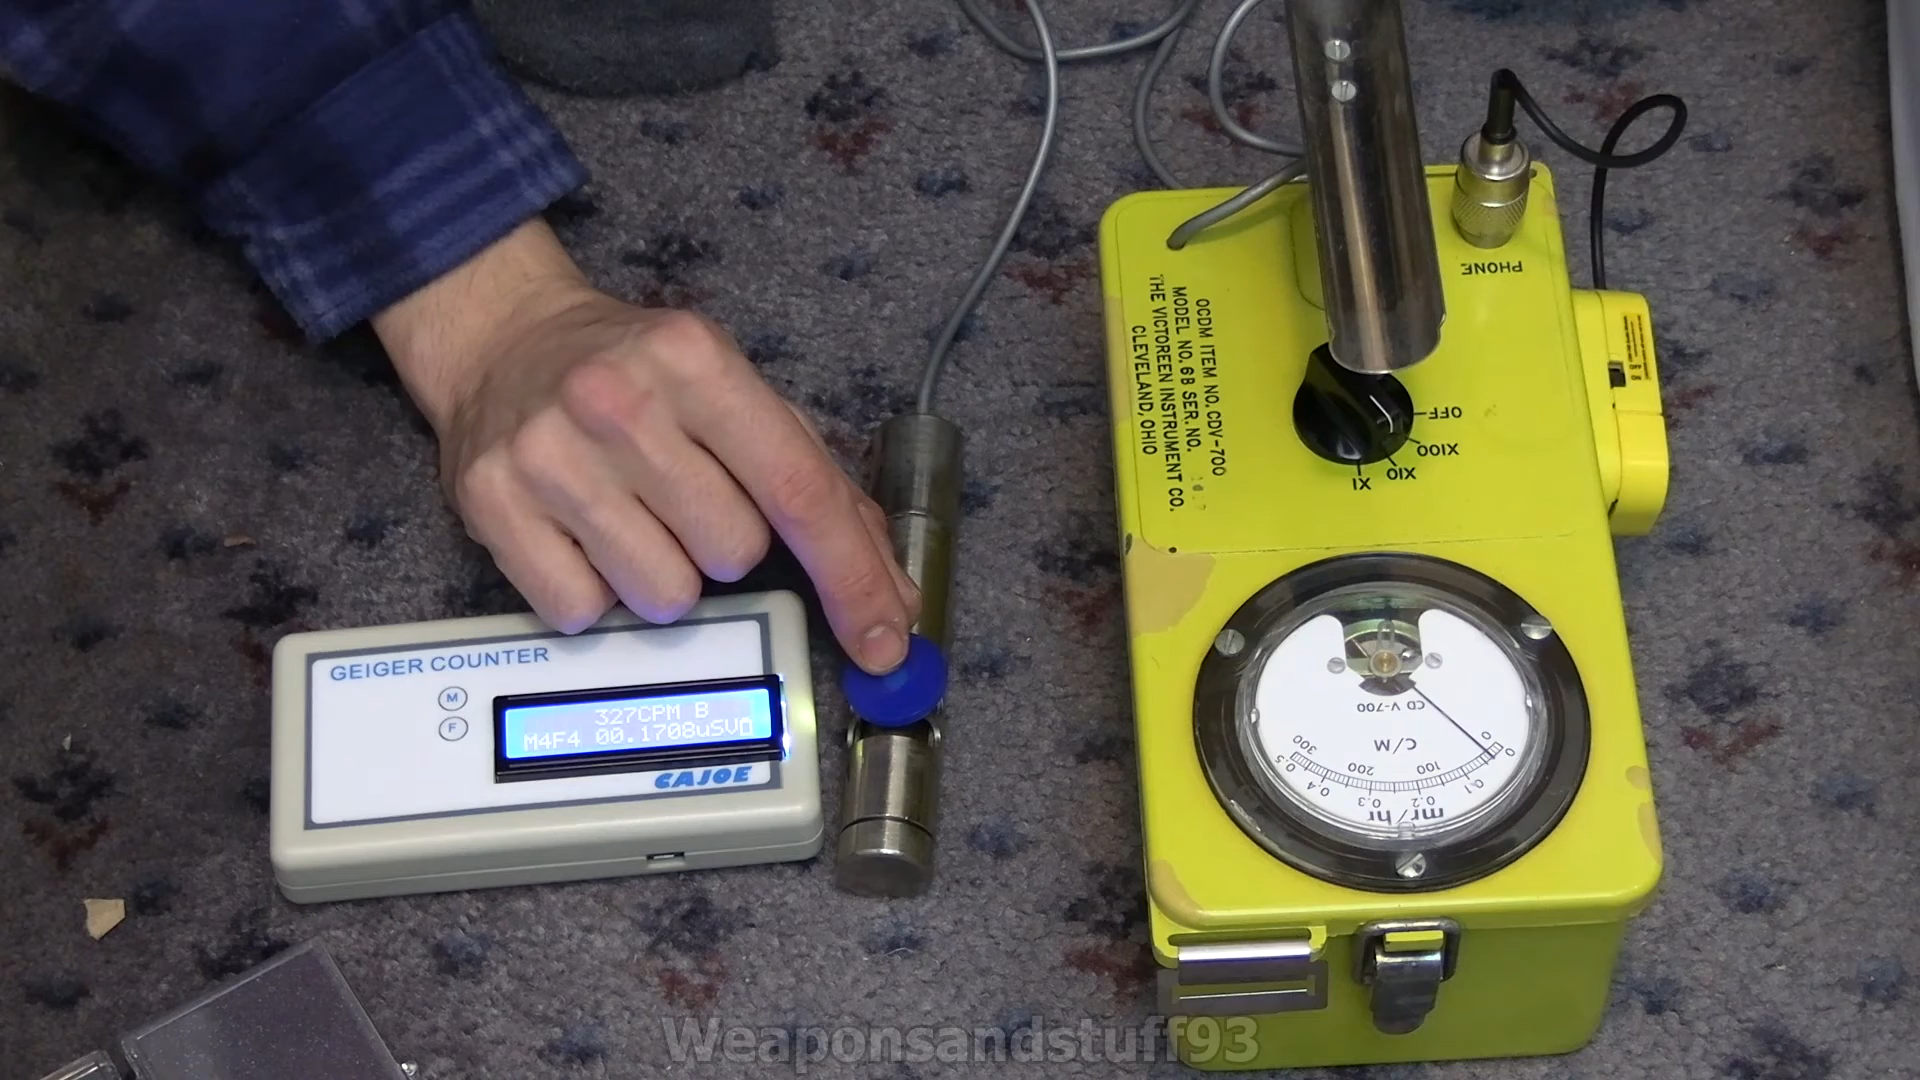 GEIGER COUNTER
M
F
327CPM B
M4F4 00.1708uSV
CAJOE
PHONE
OCDM ITEM NO. CDV-700
MODEL NO. 6B SER. NO.
THE VICTOREEN INSTRUMENT CO.
CLEVELAND, OHIO
OFF
X100
X10
X1
CD V-700
C/M
0 100 200 300
0 0.1 0.2 0.3 0.4 0.5
mr/hr
Weaponsandstuff93